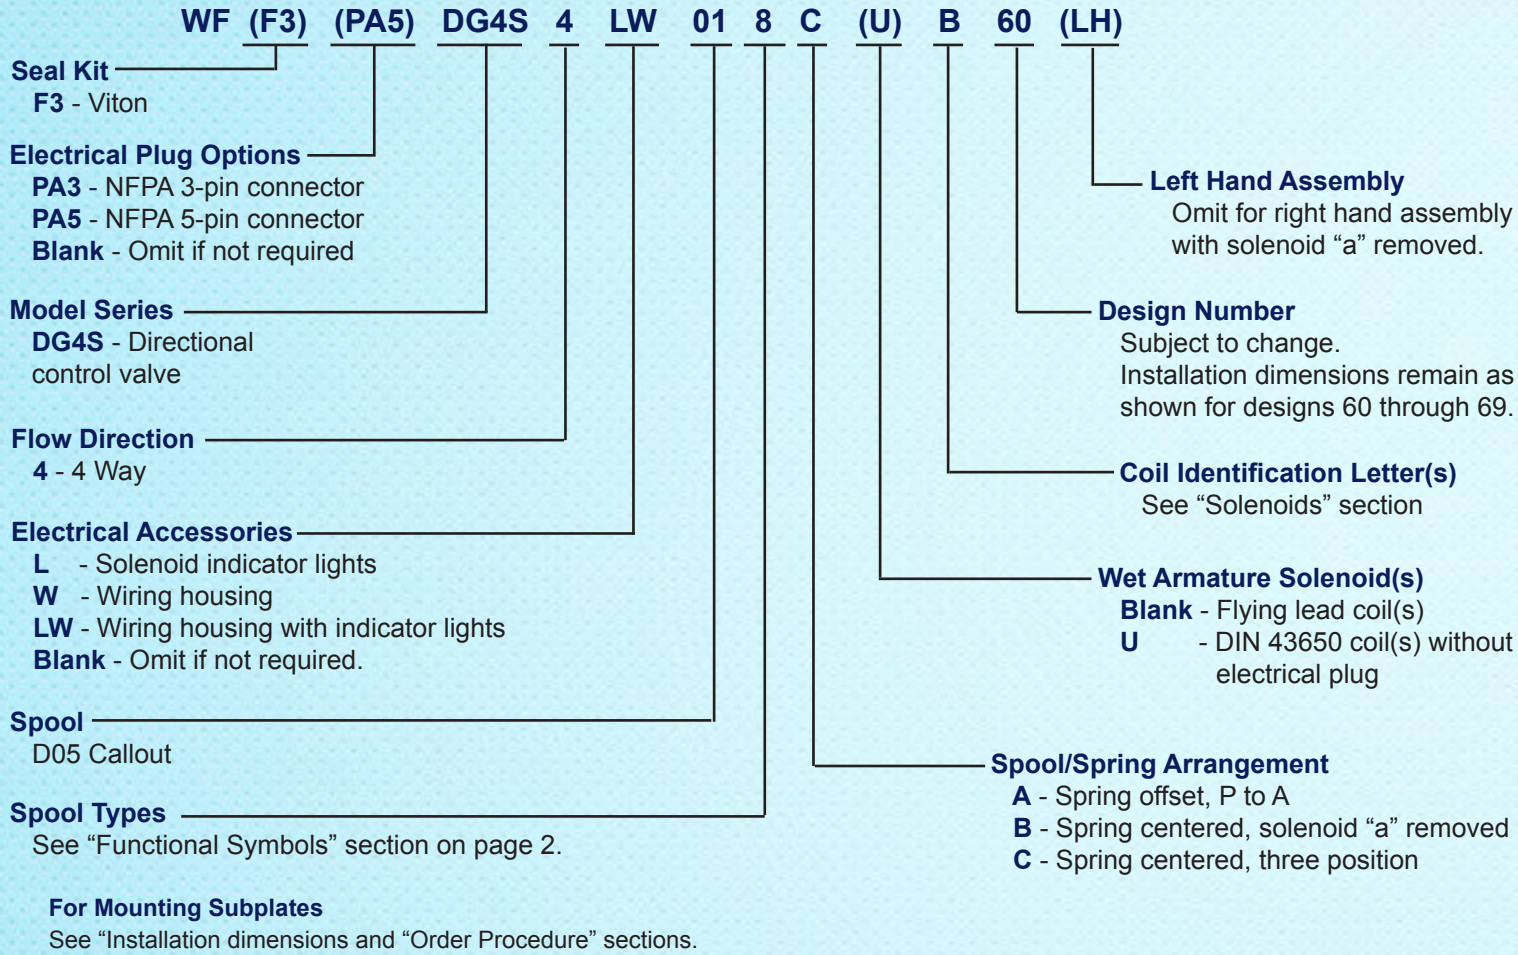 WF (F3) (PA5) DG4S 4 LW 01 8 C (U) B 60 (LH)
Seal Kit
F3 - Viton
Electrical Plug Options
PA3 - NFPA 3-pin connector
PA5 - NFPA 5-pin connector
Blank - Omit if not required
Model Series
DG4S - Directional
control valve
Flow Direction
4 - 4 Way
Electrical Accessories
L - Solenoid indicator lights
W - Wiring housing
LW - Wiring housing with indicator lights
Blank - Omit if not required.
Spool
D05 Callout
Spool Types
See “Functional Symbols” section on page 2.
For Mounting Subplates
See “Installation dimensions and “Order Procedure” sections.
Left Hand Assembly
Omit for right hand assembly
with solenoid “a” removed.
Design Number
Subject to change.
Installation dimensions remain as
shown for designs 60 through 69.
Coil Identification Letter(s)
See “Solenoids” section
Wet Armature Solenoid(s)
Blank - Flying lead coil(s)
U - DIN 43650 coil(s) without
electrical plug
Spool/Spring Arrangement
A - Spring offset, P to A
B - Spring centered, solenoid “a” removed
C - Spring centered, three position